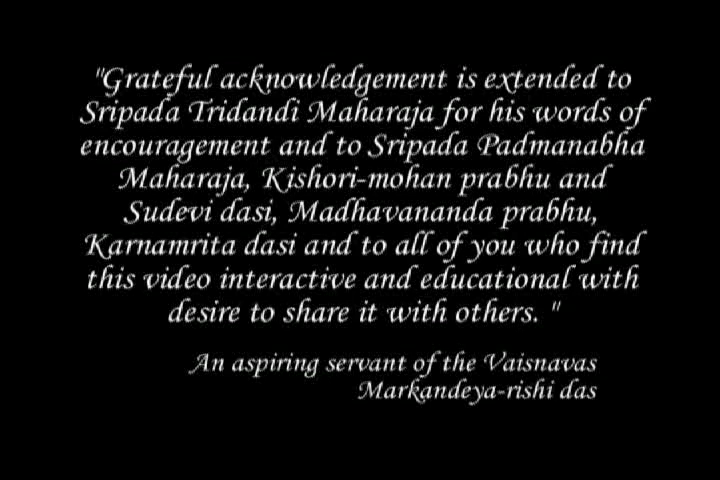 "Grateful acknowledgement is extended to
Sripada Tridandi Maharaja for his words of
encouragement and to Sripada Padmanabha
Maharaja, Kishori-mohan prabhu and
Sudevi dasi, Madhavananda prabhu,
Karnamrita dasi and to all of you who find
this video interactive and educational with
desire to share it with others. "
An aspiring servant of the Vaisnavas
Markandeya-rishi das